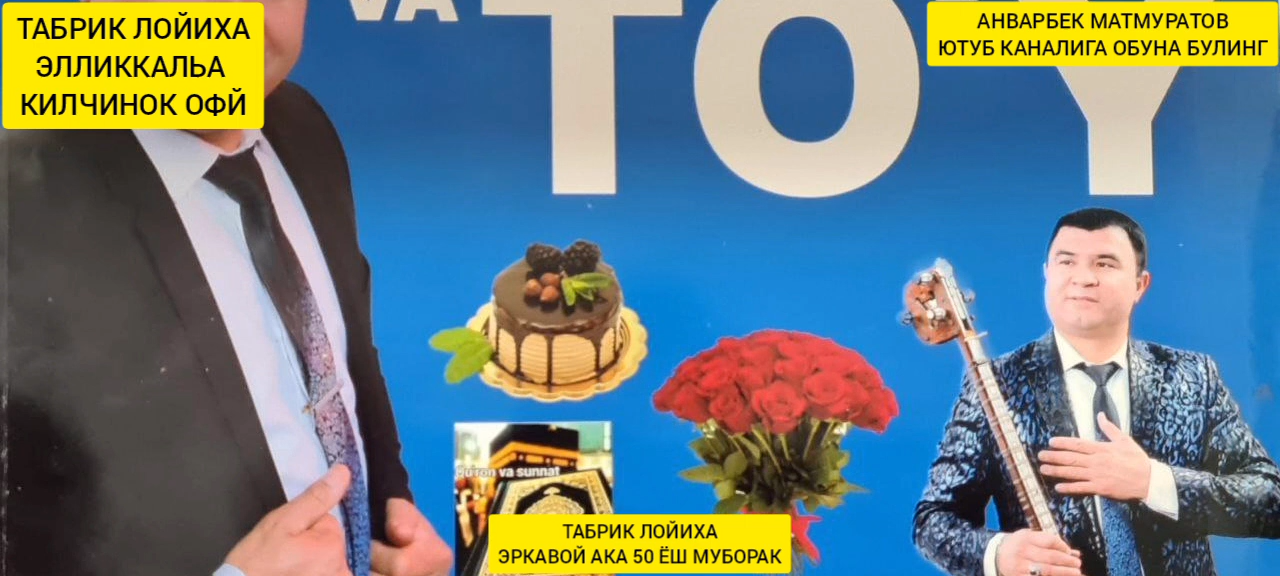 ТАБРИК ЛОЙИХА
ЭЛЛИККАЛЬА
КИЛЧИНОК ОФЙ
VA TO'Y
АНВАРБЕК МАТМУРАТОВ
ЮТУБ КАНАЛИГА ОБУНА БУЛИНГ
Qur'on va sunnat
ТАБРИК ЛОЙИХА
ЭРКАВОЙ АКА 50 ЁШ МУБОРАК